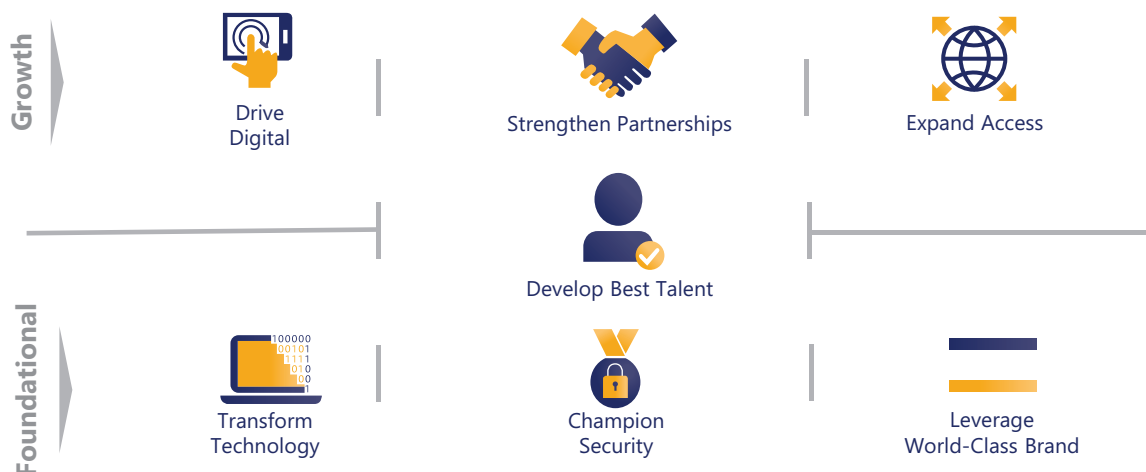 Growth
Drive
Digital
Strengthen Partnerships
Expand Access
Develop Best Talent
Foundational
100000
00101
1111
010
00
1
Transform
Technology
Champion
Security
Leverage
World-Class Brand